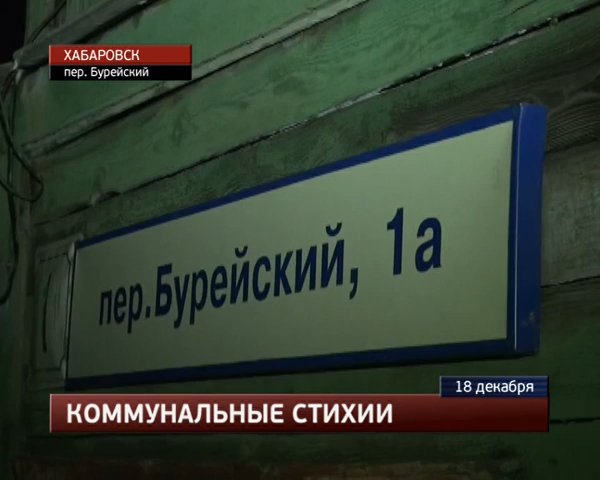 ХАБАРОВСК
пер. Бурейский
пер.Бурейский, 1а
18 декабря
КОММУНАЛЬНЫЕ СТИХИИ